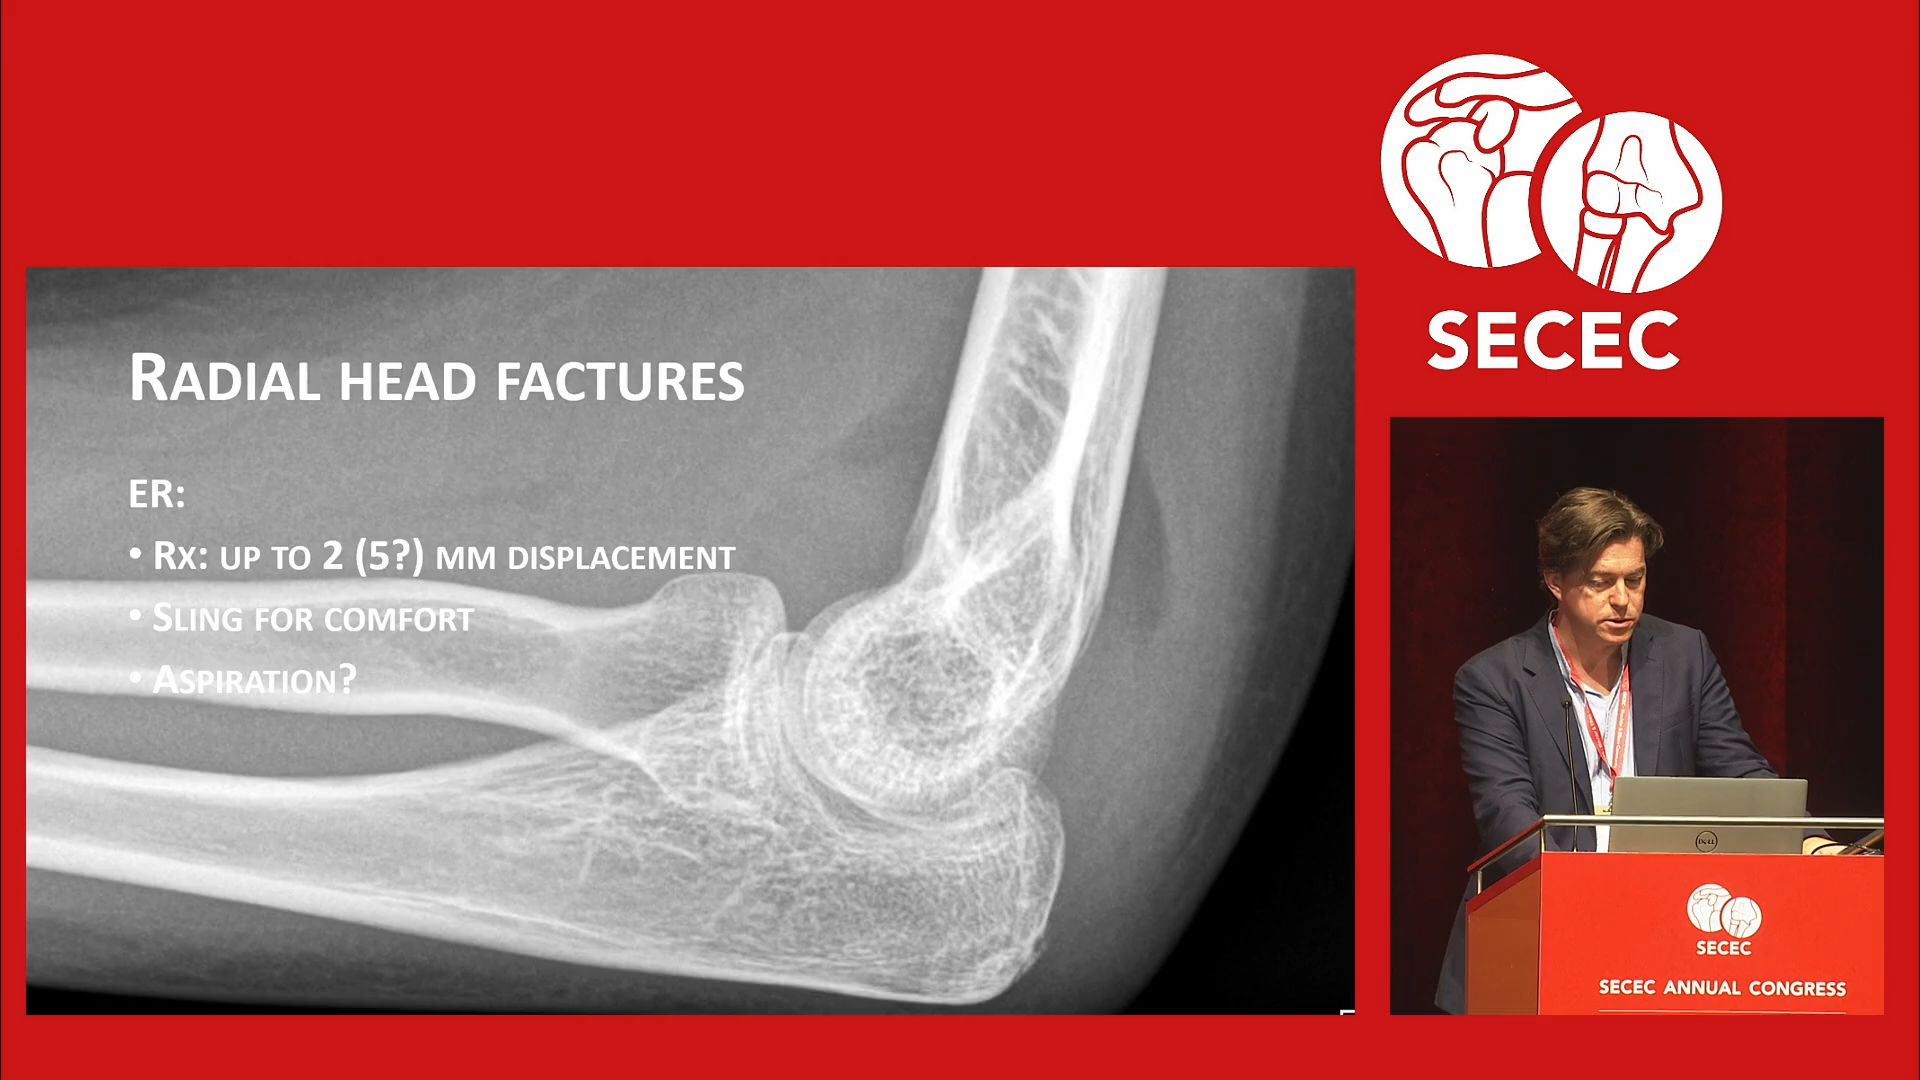 RADIAL HEAD FACTURES
ER:
• RX: UP TO 2 (5?) MM DISPLACEMENT
• SLING FOR COMFORT
• ASPIRATION?
SECEC
DELL
SECEC
SECEC ANNUAL CONGRESS